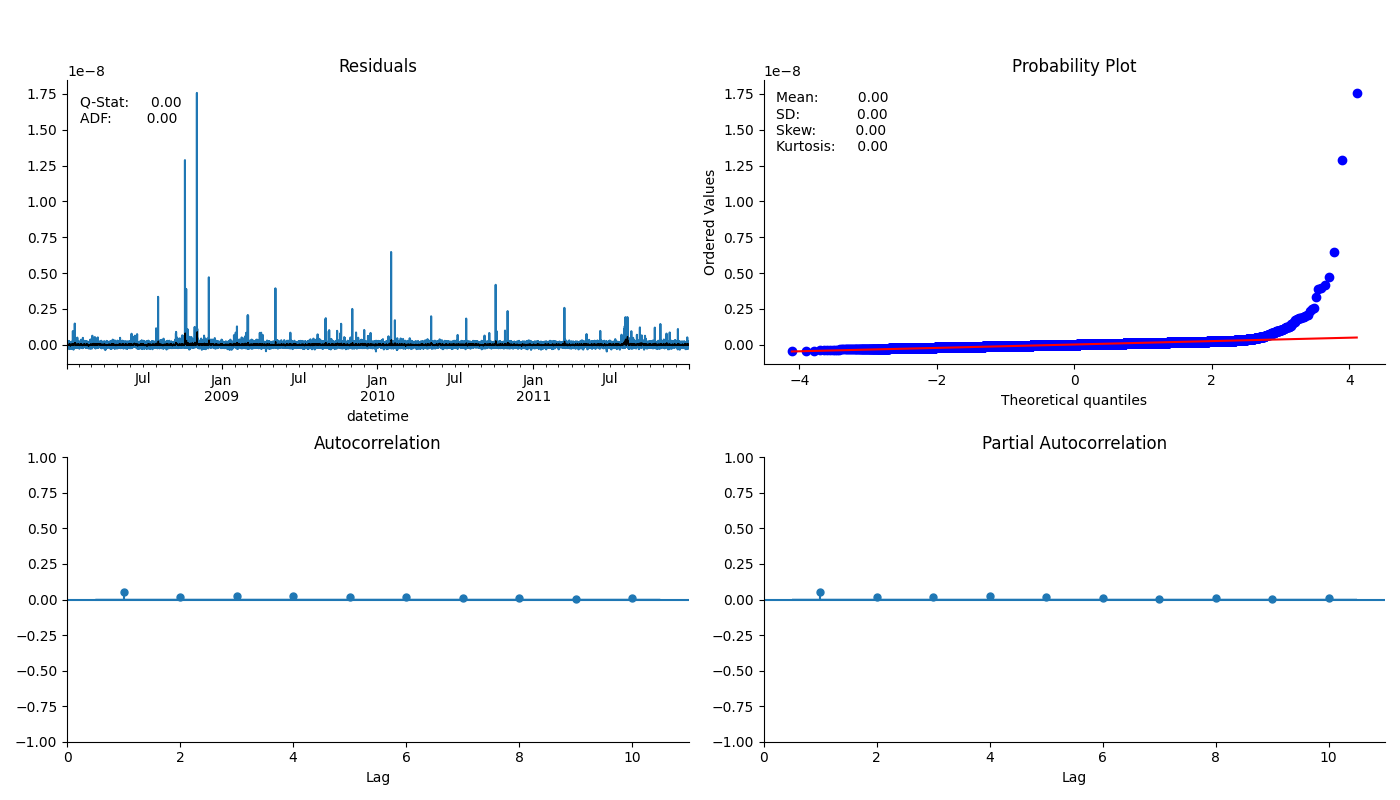 Residuals
1e−8
Q-Stat: 0.00
ADF: 0.00
1.75
1.50
1.25
1.00
0.75
0.50
0.25
0.00
Jul
Jan
2009
Jul
Jan
2010
Jul
Jan
2011
Jul
datetime
Probability Plot
1e−8
Mean: 0.00
SD: 0.00
Skew: 0.00
Kurtosis: 0.00
Ordered Values
1.75
1.50
1.25
1.00
0.75
0.50
0.25
0.00
−4 −2 0 2 4
Theoretical quantiles
Autocorrelation
1.00
0.75
0.50
0.25
0.00
−0.25
−0.50
−0.75
−1.00
0 2 4 6 8 10
Lag
Partial Autocorrelation
1.00
0.75
0.50
0.25
0.00
−0.25
−0.50
−0.75
−1.00
0 2 4 6 8 10
Lag